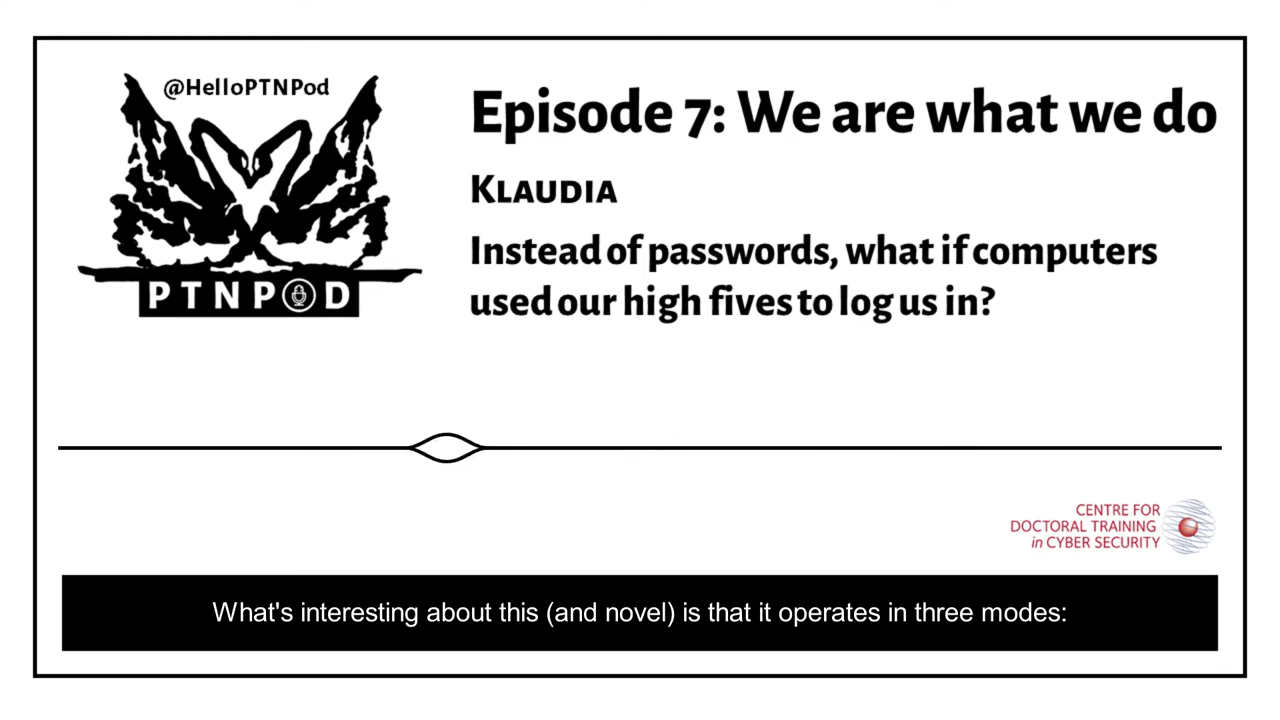 @HelloPTNPod
PTNPOD
Episode 7: We are what we do
Klaudia
Instead of passwords, what if computers
used our high fives to log us in?
CENTRE FOR
DOCTORAL TRAINING
in CYBER SECURITY
What's interesting about this (and novel) is that it operates in three modes: